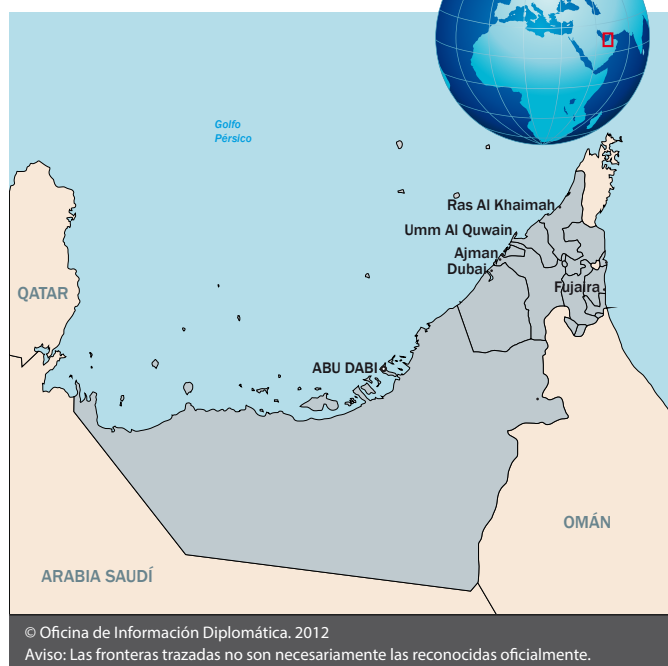 Golfo
Pérsico
Ras Al Khaimah
Umm Al Quwain
Ajman
Dubai
Fujaira
QATAR
ABU DABI
OMÁN
ARABIA SAUDÍ
© Oficina de Información Diplomática. 2012
Aviso: Las fronteras trazadas no son necesariamente las reconocidas oficialmente.